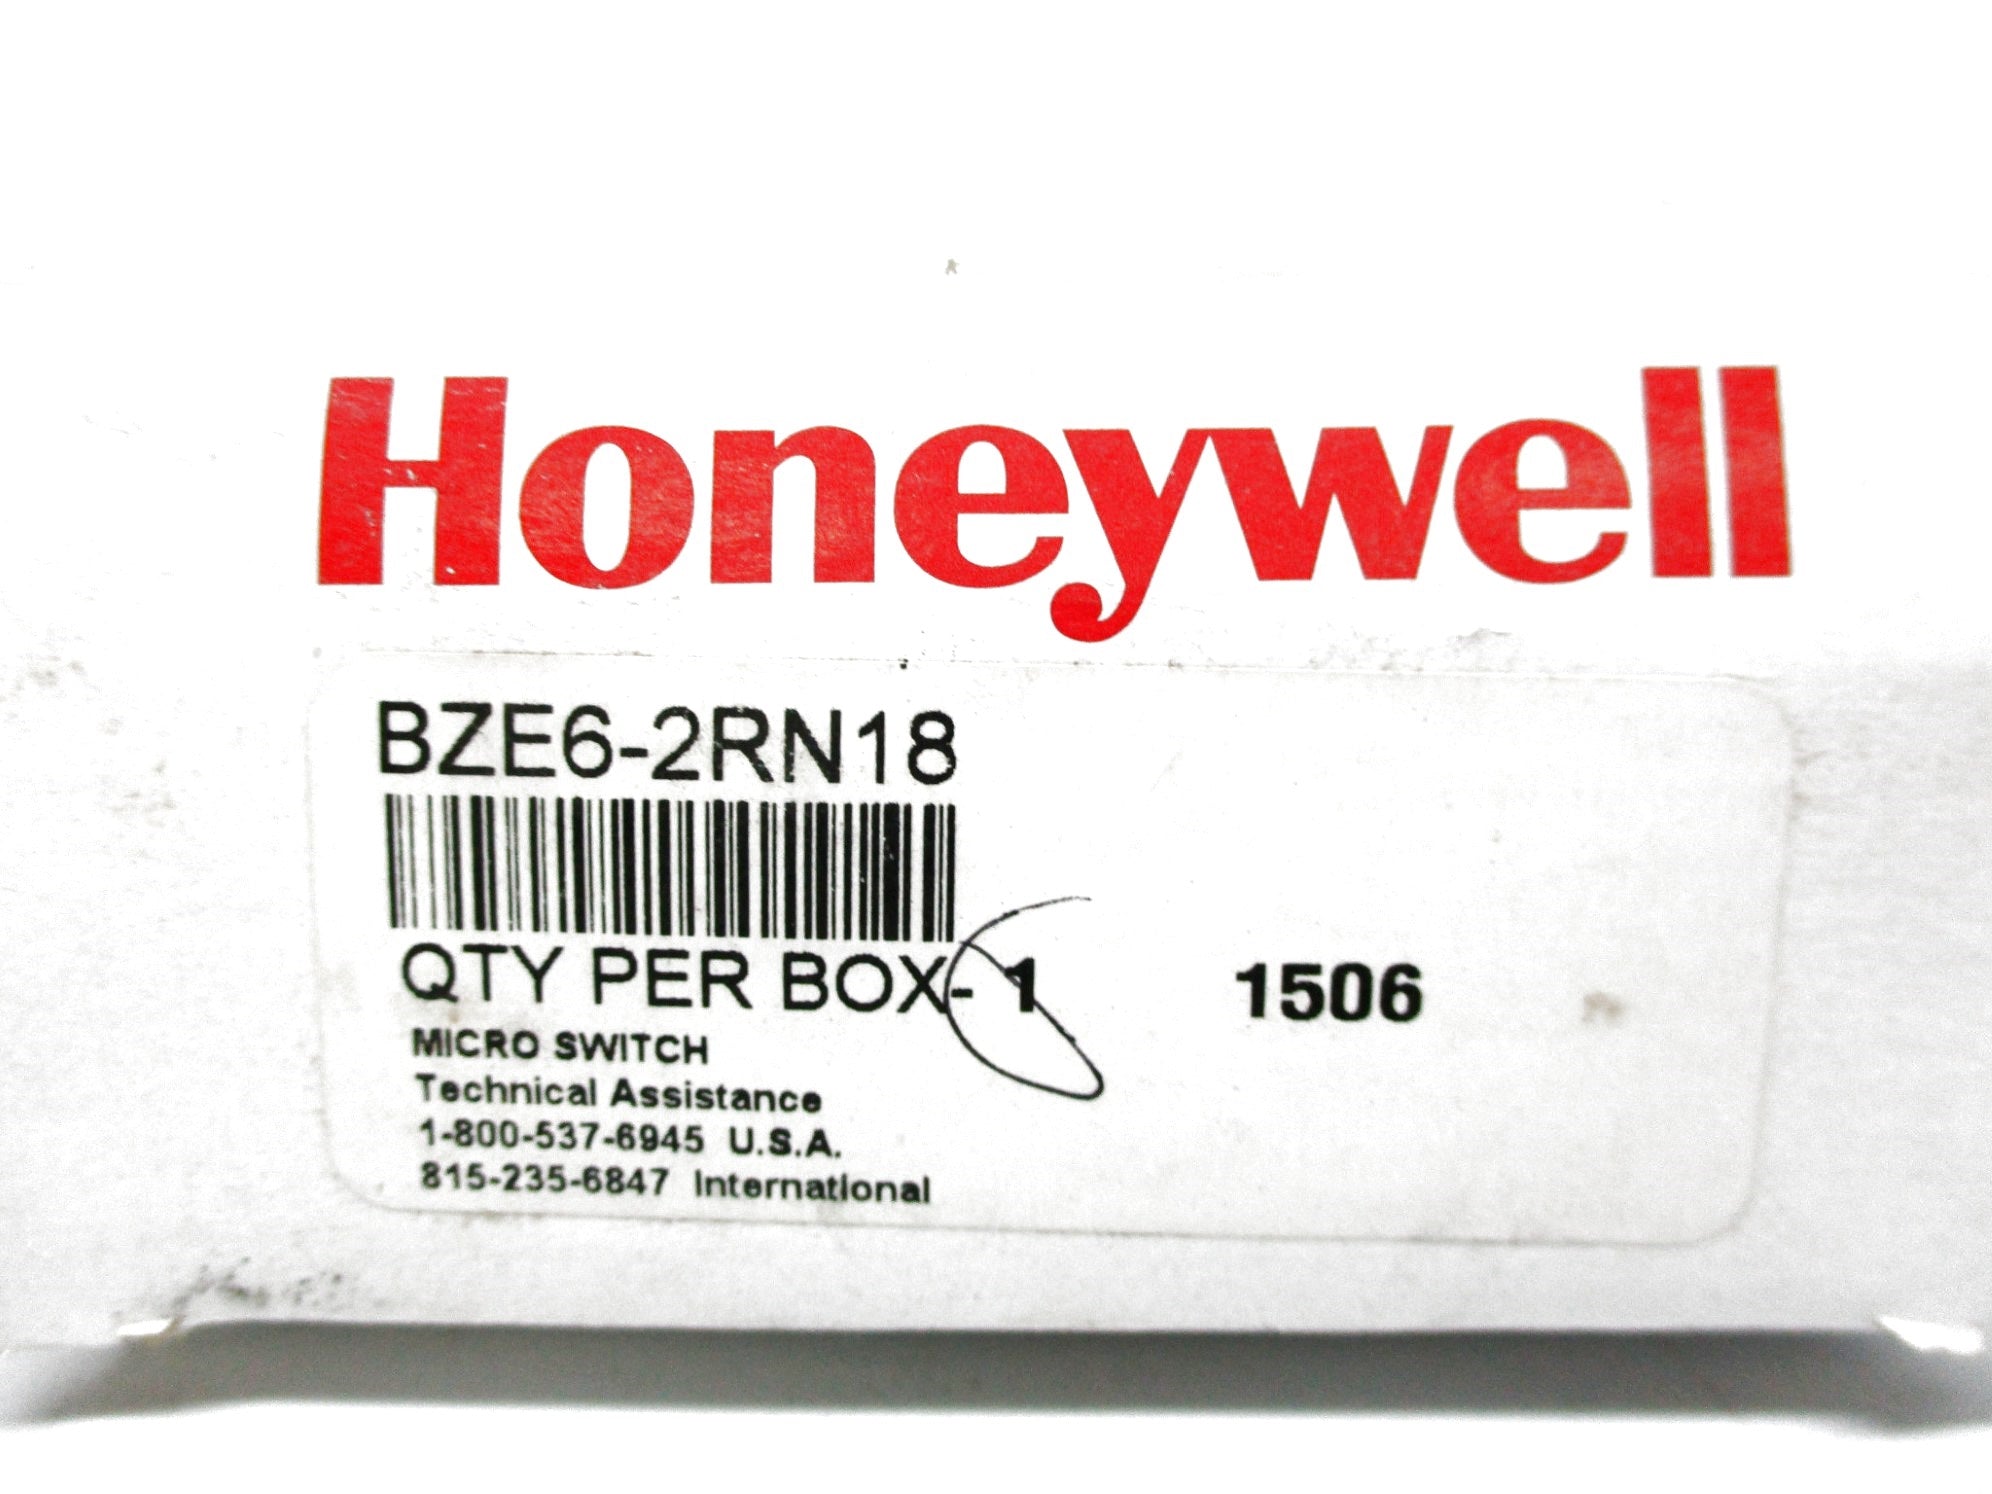 Honeywell
BZE6-2RN18
QTY PER BOX- 1 1506
MICRO SWITCH
Technical Assistance
1-800-537-6945 U.S.A.
815-235-6847 International